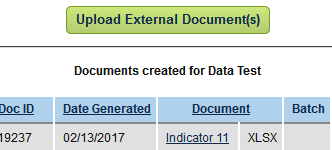 Upload External Document(s)
Documents created for Data Test
Doc ID Date Generated Document Batch
19237 02/13/2017 Indicator 11 XLSX